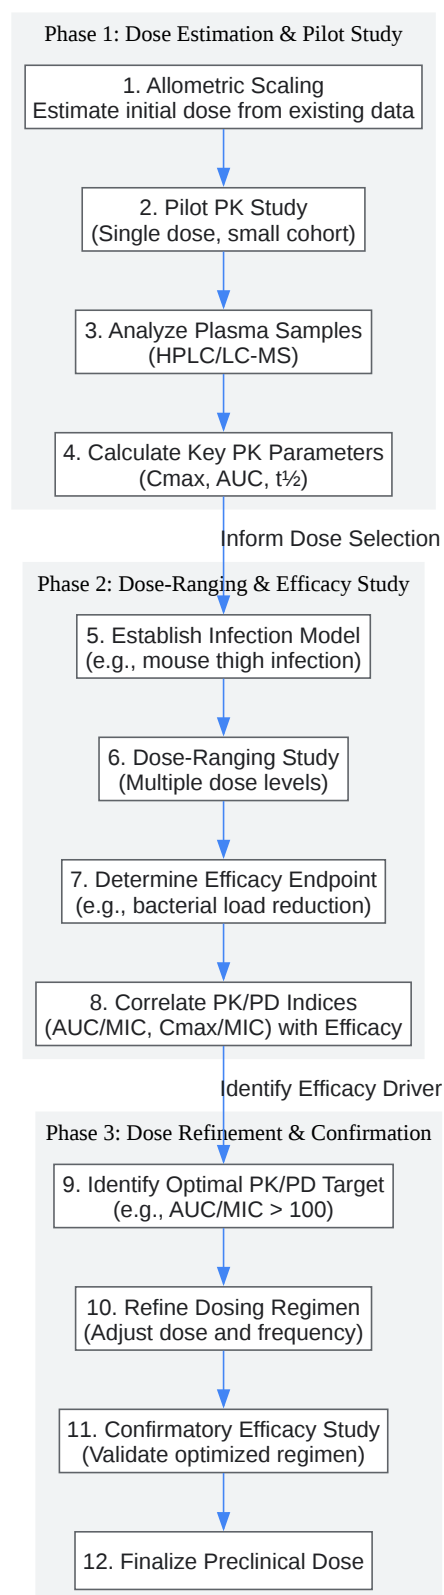 Phase 1: Dose Estimation & Pilot Study
1. Allometric Scaling
Estimate initial dose from existing data
2. Pilot PK Study
(Single dose, small cohort)
3. Analyze Plasma Samples
(HPLC/LC-MS)
4. Calculate Key PK Parameters
(Cmax, AUC, t½)
Inform Dose Selection
Phase 2: Dose-Ranging & Efficacy Study
5. Establish Infection Model
(e.g., mouse thigh infection)
6. Dose-Ranging Study
(Multiple dose levels)
7. Determine Efficacy Endpoint
(e.g., bacterial load reduction)
8. Correlate PK/PD Indices
(AUC/MIC, Cmax/MIC) with Efficacy
Identify Efficacy Driver
Phase 3: Dose Refinement & Confirmation
9. Identify Optimal PK/PD Target
(e.g., AUC/MIC > 100)
10. Refine Dosing Regimen
(Adjust dose and frequency)
11. Confirmatory Efficacy Study
(Validate optimized regimen)
12. Finalize Preclinical Dose